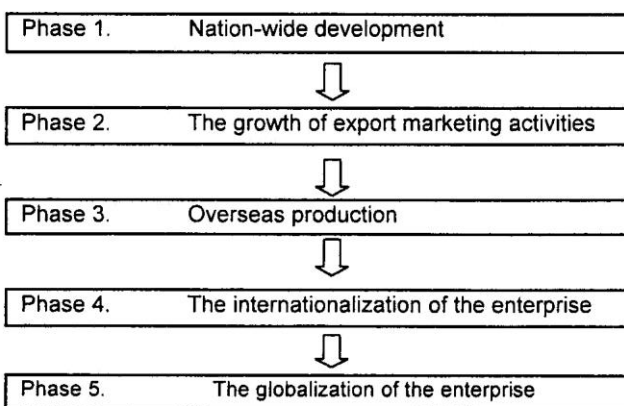 Phase 1. Nation-wide development
Phase 2. The growth of export marketing activities
Phase 3. Overseas production
Phase 4. The internationalization of the enterprise
Phase 5. The globalization of the enterprise